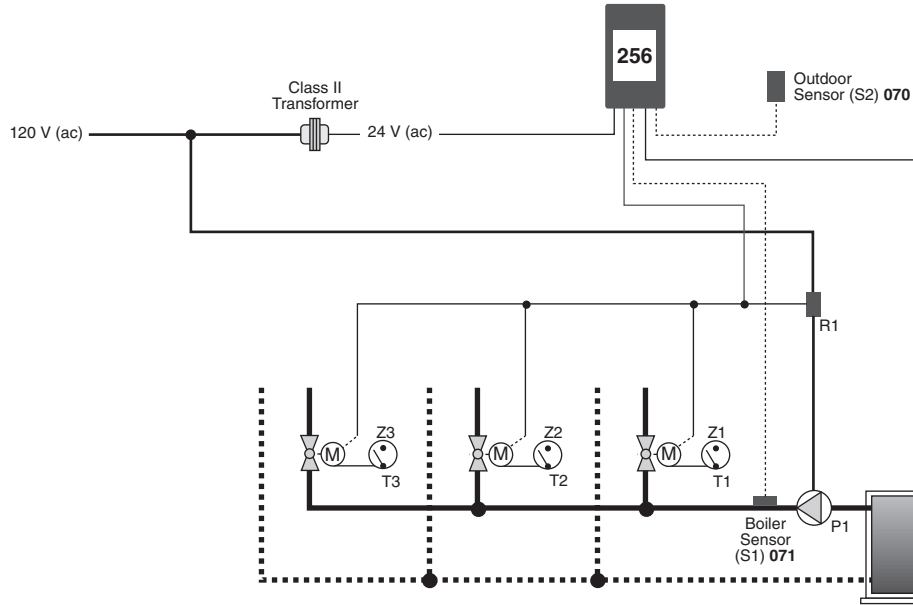 256
Outdoor
Sensor (S2) 070
Class II
Transformer
120 V (ac)
24 V (ac)
R1
Z3
M
T3
Z2
M
T2
Z1
M
T1
P1
Boiler
Sensor
(S1) 071